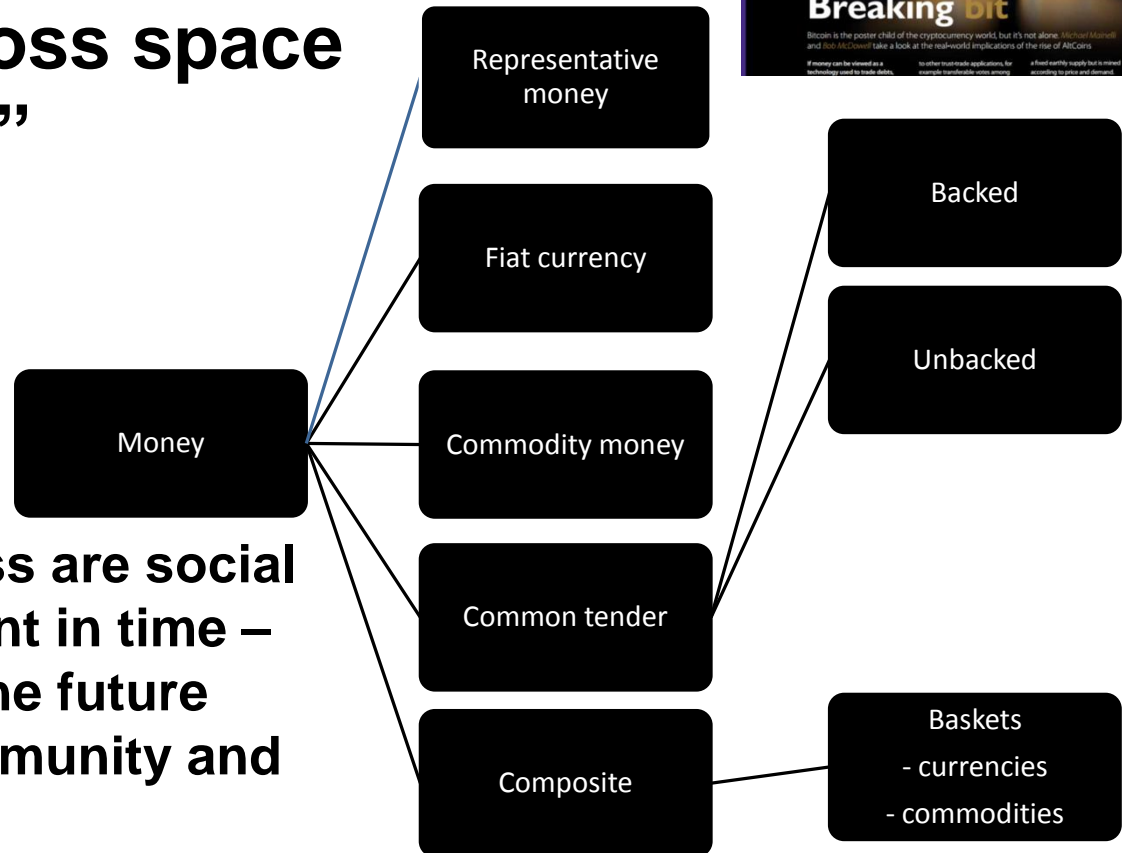 oss space
”
Breaking bit
Bitcoin is the poster child of the cryptocurrency world, but it's not alone. Michael Mainelli
and Bob McDowall take a look at the real-world implications of the rise of AltCoins
If money can be viewed as a
technology used to trade debts,
to other trust-trade applications, for
example transferable votes among
a fixed earthly supply but is mined
according to price and demand.
Money
Representative
money
Fiat currency
Commodity money
Common tender
Composite
Backed
Unbacked
Baskets
- currencies
- commodities
ss are social
nt in time –
he future
munity and